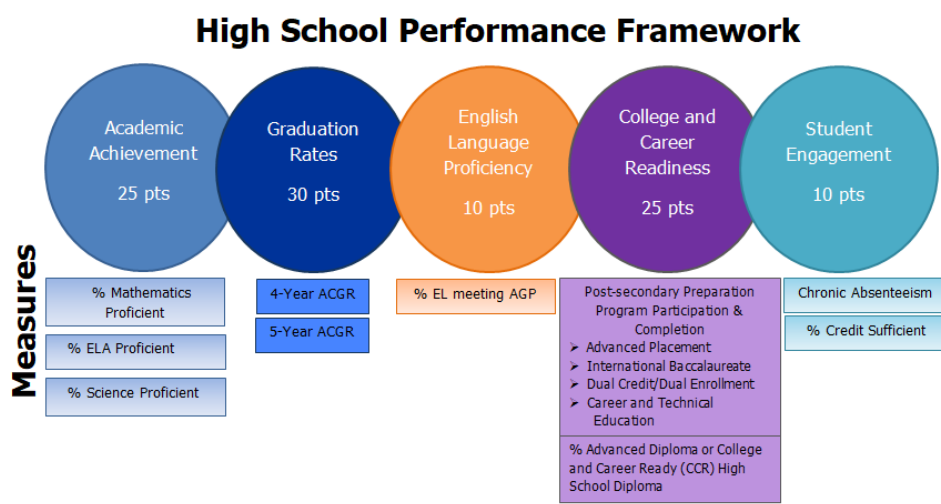 High School Performance Framework
Academic
Achievement
25 pts
Graduation
Rates
30 pts
English
Language
Proficiency
10 pts
College and
Career
Readiness
25 pts
Student
Engagement
10 pts
Measures
% Mathematics
Proficient
% ELA Proficient
% Science Proficient
4-Year ACGR
5-Year ACGR
% EL meeting AGP
Post-secondary Preparation
Program Participation &
Completion
➢ Advanced Placement
➢ International Baccalaureate
➢ Dual Credit/Dual Enrollment
➢ Career and Technical
Education
% Advanced Diploma or College
and Career Ready (CCR) High
School Diploma
Chronic Absenteeism
% Credit Sufficient